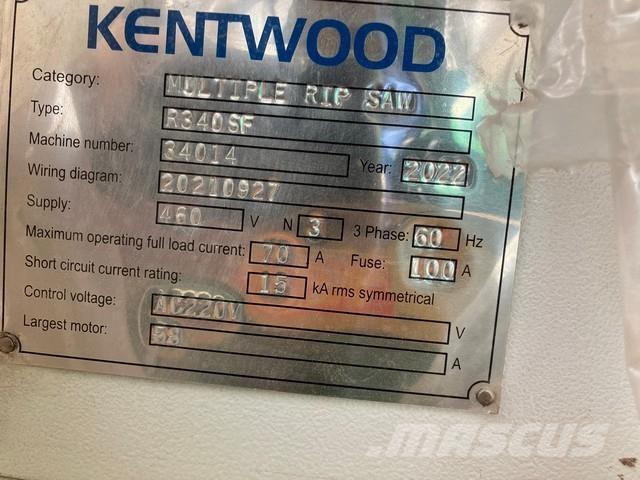 KENTWOOD
Category: MULTIPLE RIP SAW
Type: R340SF
Machine number: 34014 Year: 2022
Wiring diagram: 20210927
Supply: 460 V N 3 3 Phase: 60 Hz
Maximum operating full load current: 70 A Fuse: 100 A
Short circuit current rating: 15 kA rms symmetrical
Control voltage: AC220V V
Largest motor: 58 A
MASCUS